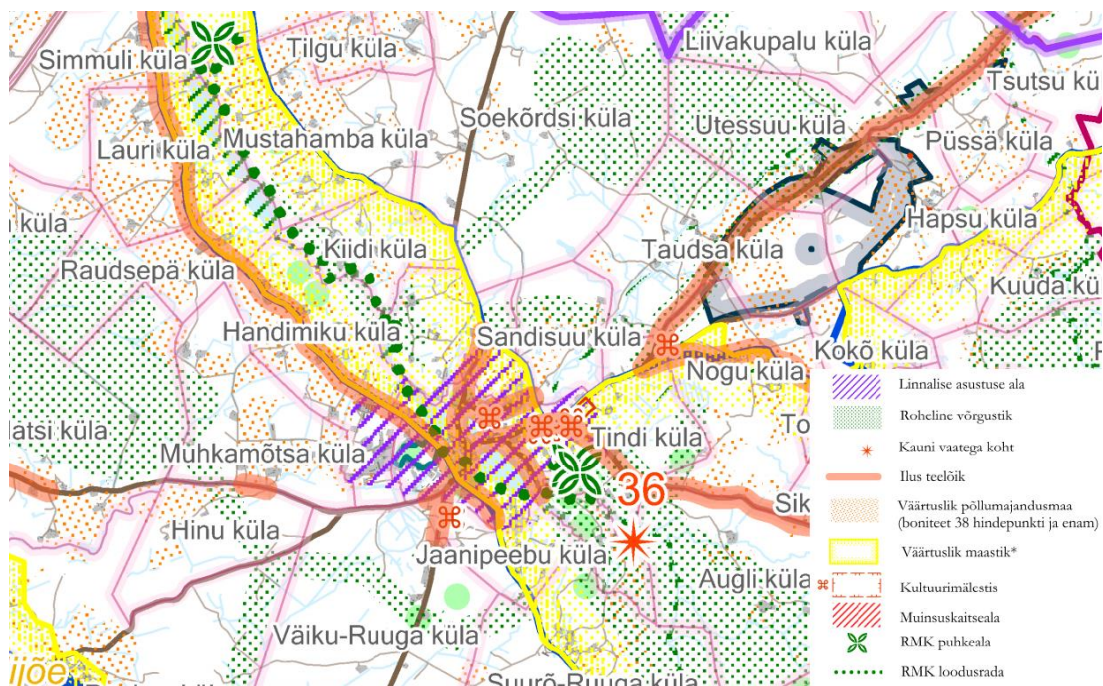 Simmuli küla
Tilgu küla
Liivakupalu küla
Tsutsu kü
Soekõrdsi küla
Utessuu küla
Püssä küla
Lauri küla
Mustahamba küla
Hapsu küla
küla
Kiidi küla
Taudsa küla
Raudsepä küla
Kuuda kü
Handimiku küla
Sandisuu küla
Kokõ küla
Nogu küla
atsi küla
Muhkamõtsa küla
Tindi küla
To
36
Sik
Hinu küla
Jaanipeebu küla
Augli küla
Väiku-Ruuga küla
ijõe
Suurõ-Ruuga küla
Linnalise asustuse ala
Roheline võrgustik
Kauni vaatega koht
Ilus teelõik
Väärtuslik põllumajandusmaa
(boniteet 38 hindepunkti ja enam)
Väärtuslik maastik*
Kultuurimälestis
Muinsuskaitseala
RMK puhkeala
RMK loodusrada